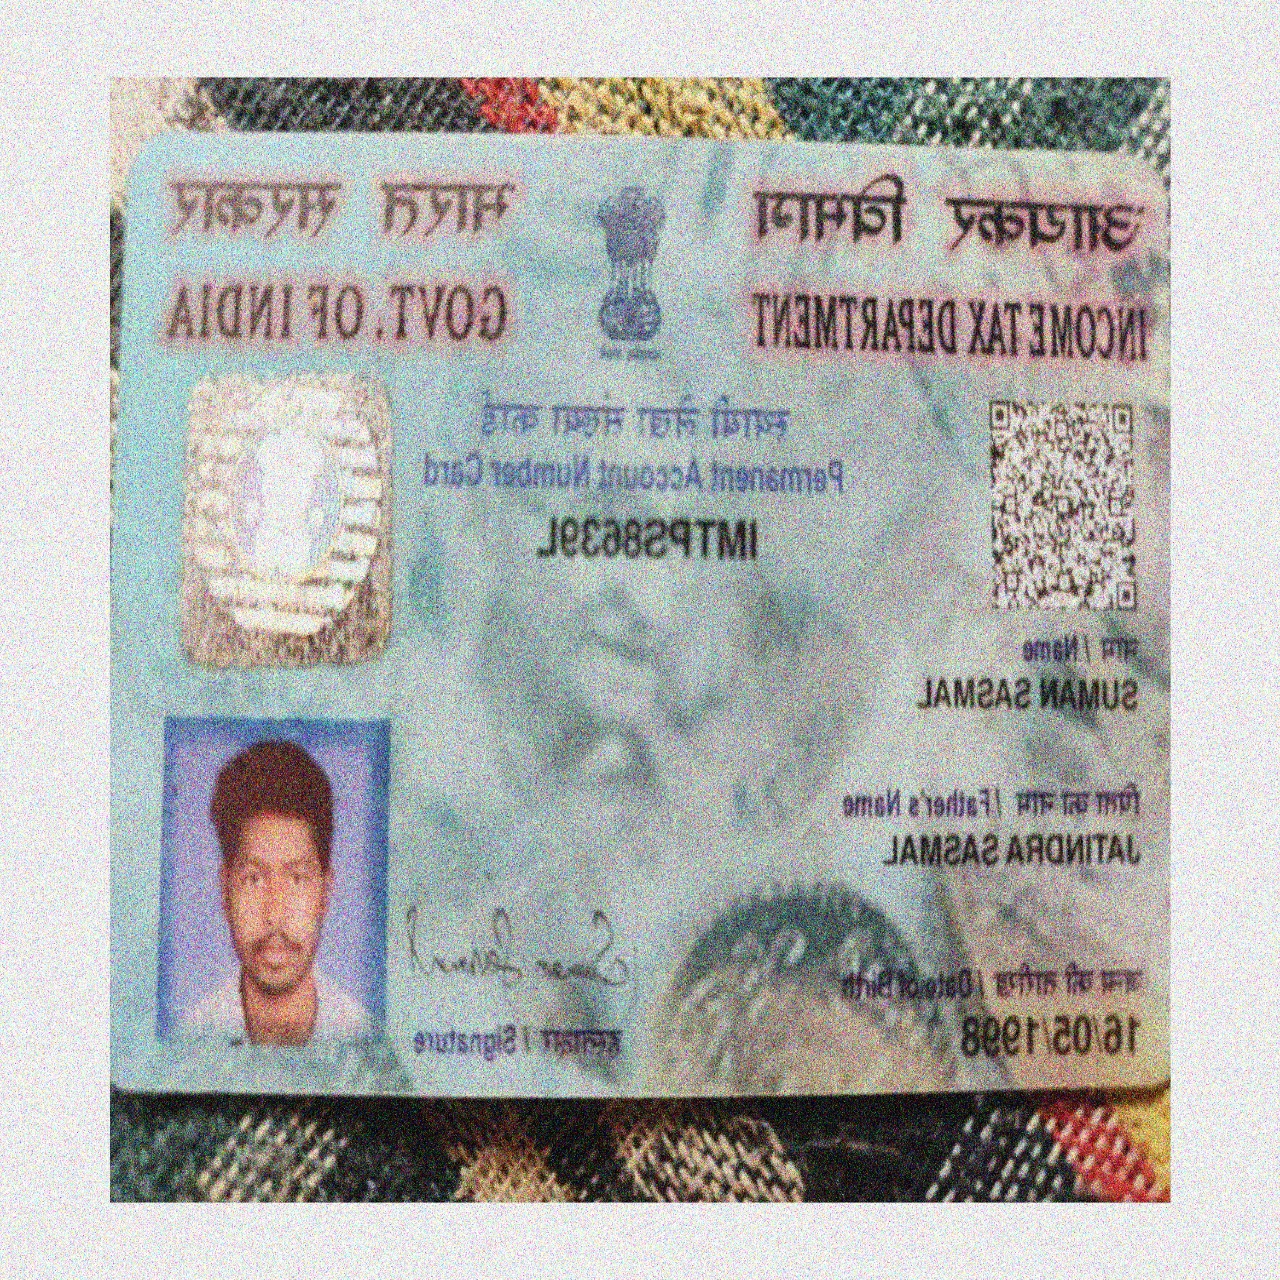 आयकर विभाग
INCOME TAX DEPARTMENT
भारत सरकार
GOVT. OF INDIA
स्थायी लेखा संख्या कार्ड
Permanent Account Number Card
IMTPS8639L
नाम / Name
SUMAN SASMAL
पिता का नाम / Father's Name
JATINDRA SASMAL
जन्म की तारीख / Date of Birth
16/05/1998
हस्ताक्षर / Signature